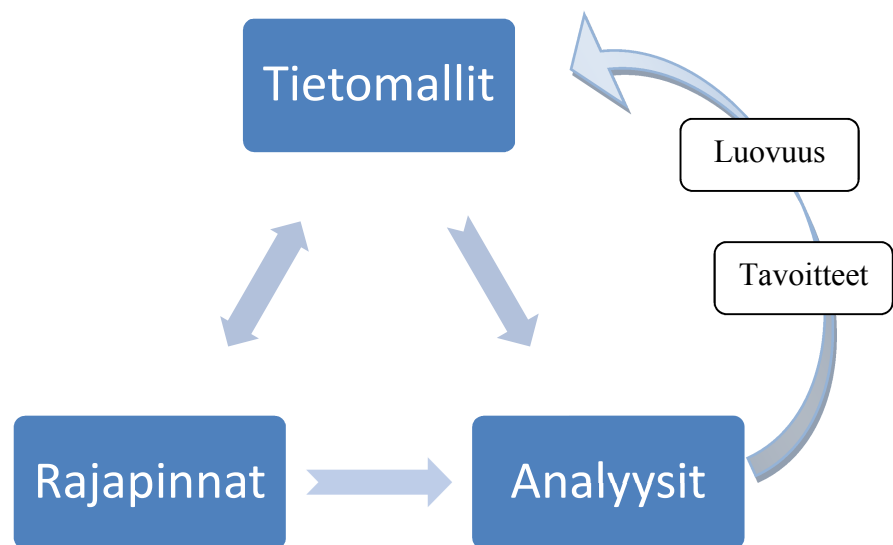 Tietomallit
Luovuus
Tavoitteet
Rajapinnat
Analyysit